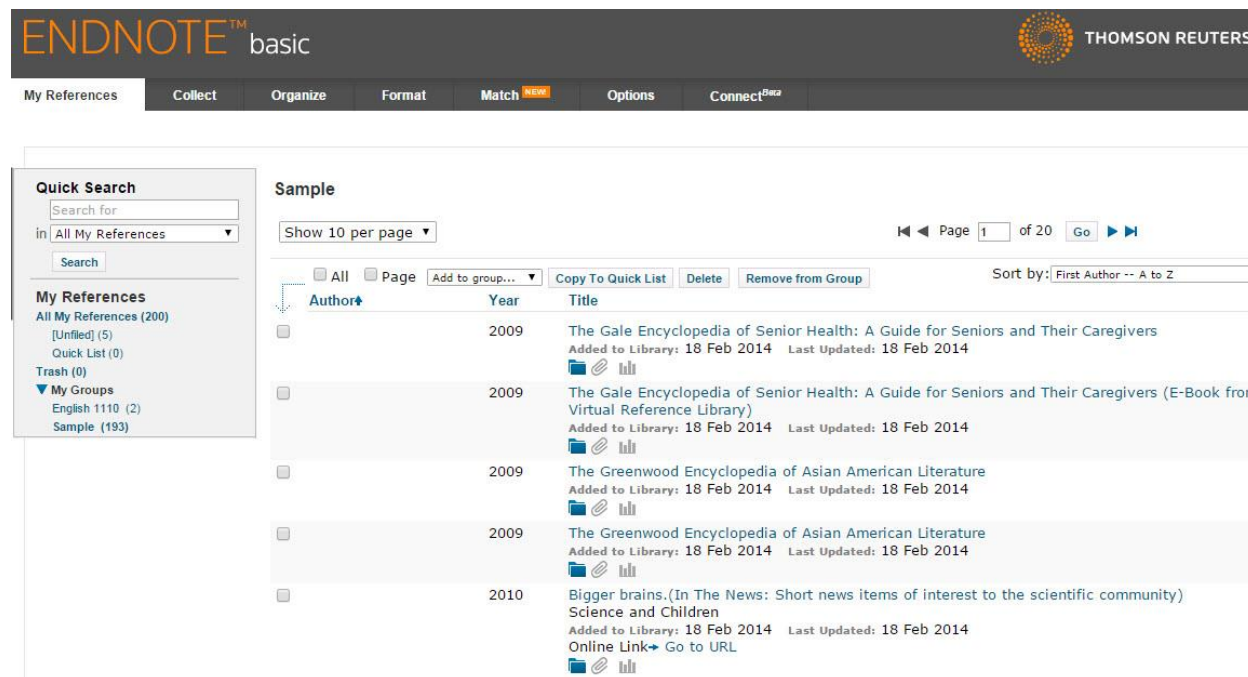 ENDNOTE™ basic
THOMSON REUTERS
My References Collect Organize Format Match NEW Options Connect Beta
Quick Search
Search for
in All My References
Search
My References
All My References (200)
[Unfiled] (5)
Quick List (0)
Trash (0)
My Groups
English 1110 (2)
Sample (193)
Sample
Show 10 per page
Page 1 of 20 Go
All Page Add to group... Copy To Quick List Delete Remove from Group Sort by: First Author -- A to Z
Author Year Title
2009 The Gale Encyclopedia of Senior Health: A Guide for Seniors and Their Caregivers
Added to Library: 18 Feb 2014 Last Updated: 18 Feb 2014
2009 The Gale Encyclopedia of Senior Health: A Guide for Seniors and Their Caregivers (E-Book
Virtual Reference Library)
Added to Library: 18 Feb 2014 Last Updated: 18 Feb 2014
2009 The Greenwood Encyclopedia of Asian American Literature
Added to Library: 18 Feb 2014 Last Updated: 18 Feb 2014
2009 The Greenwood Encyclopedia of Asian American Literature
Added to Library: 18 Feb 2014 Last Updated: 18 Feb 2014
2010 Bigger brains.(In The News: Short news items of interest to the scientific community)
Science and Children
Added to Library: 18 Feb 2014 Last Updated: 18 Feb 2014
Online Link→ Go to URL